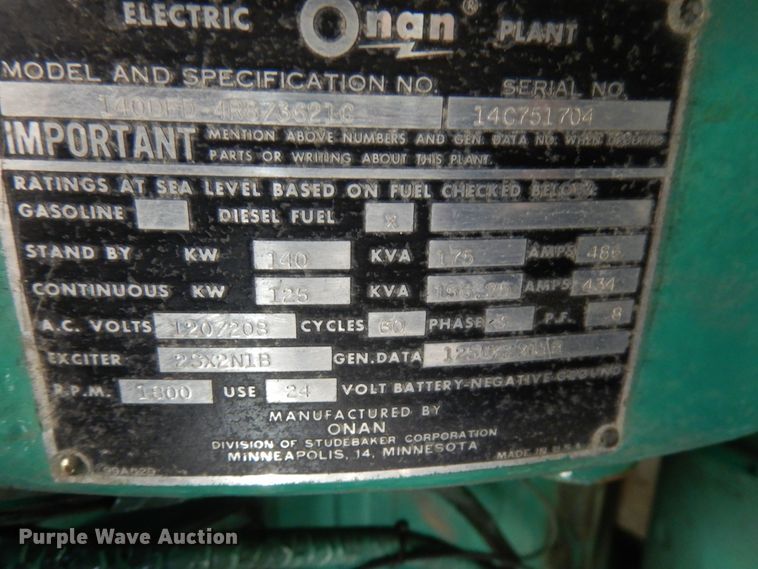 ELECTRIC Onan ® PLANT
MODEL AND SPECIFICATION NO. SERIAL NO.
14C751704
IMPORTANT MENTION ABOVE NUMBERS AND GEN. DATA NO. WHEN ORDERING
PARTS OR WRITING ABOUT THIS PLANT.
RATINGS AT SEA LEVEL BASED ON FUEL CHECKED BELOW:
GASOLINE DIESEL FUEL X
STAND BY KW 140 KVA 175 AMPS 486
CONTINUOUS KW 125 KVA AMPS 434
A.C. VOLTS 120/208 CYCLES 60 PHASE 3 P.F. .8
EXCITER 25X2N1B GEN.DATA
R.P.M. 1800 USE 24 VOLT BATTERY-NEGATIVE GROUND
MANUFACTURED BY
ONAN
DIVISION OF STUDEBAKER CORPORATION
MINNEAPOLIS, 14, MINNESOTA MADE IN U.S.A.
Purple Wave Auction